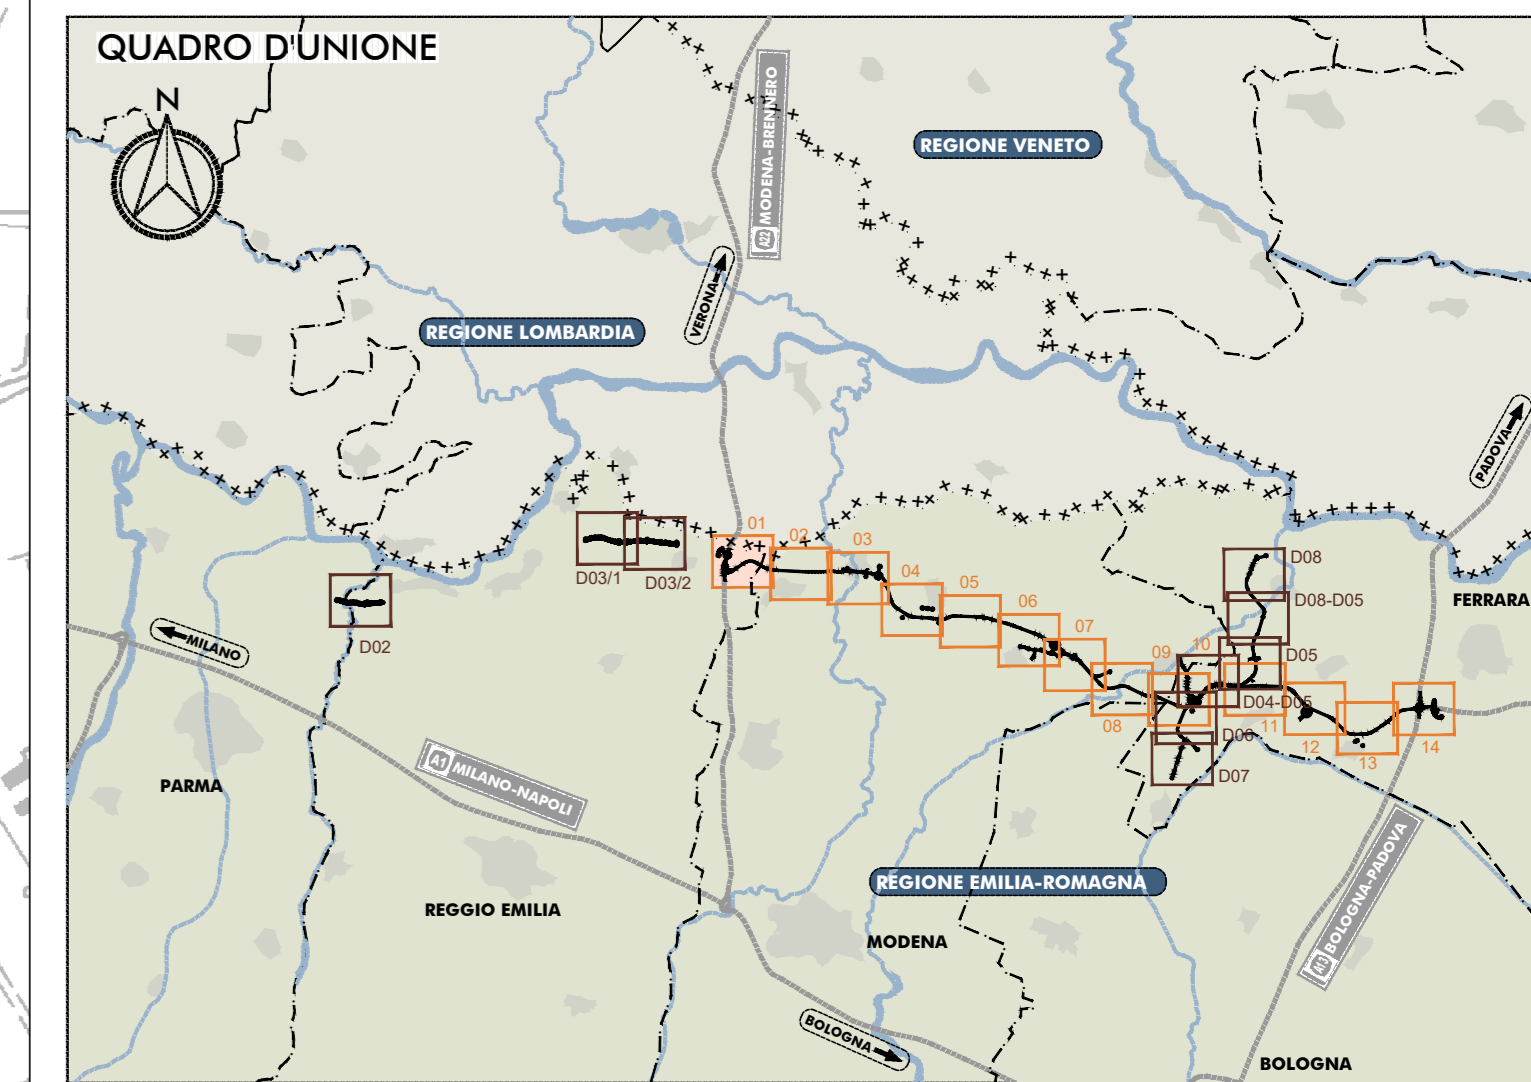 QUADRO D'UNIONE
N
A22 MODENA-BRENNERO
REGIONE VENETO
VERONA
REGIONE LOMBARDIA
PADOVA
01
02
03
04
05
06
07
08
09
10
11
12
13
14
D03/1
D03/2
D02
D08
D08-D05
D05
D04-D05
D06
D07
FERRARA
MILANO
PARMA
A1 MILANO-NAPOLI
REGGIO EMILIA
REGIONE EMILIA-ROMAGNA
MODENA
A13 BOLOGNA-PADOVA
BOLOGNA
BOLOGNA